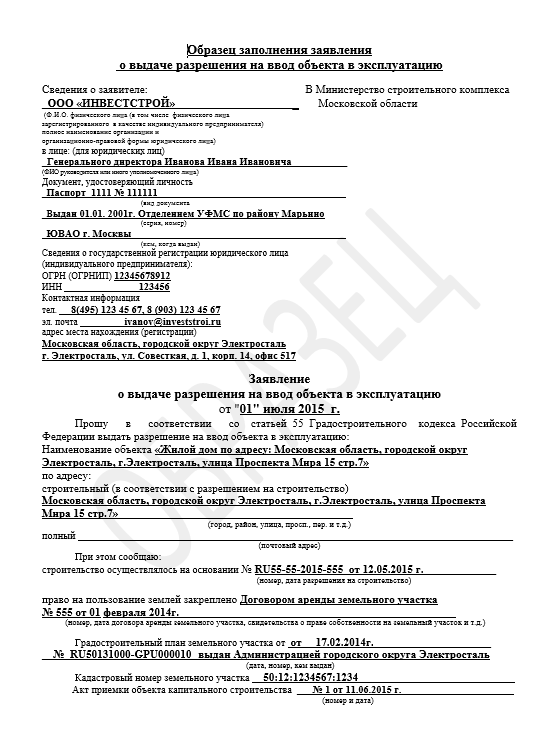 Образец заполнения заявления
о выдаче разрешения на ввод объекта в эксплуатацию
Сведения о заявителе:
В Министерство строительного комплекса
ООО «ИНВЕСТСТРОЙ»
Московской области
(Ф.И.О. физического лица (в том числе физического лица
зарегистрированного в качестве индивидуального предпринимателя)
полное наименование организации и
организационно-правовой формы юридического лица)
в лице: (для юридических лиц)
Генерального директора Иванова Ивана Ивановича
(ФИО руководителя или иного уполномоченного лица)
Документ, удостоверяющий личность
Паспорт 1111 № 111111
(вид документа
Выдан 01.01. 2001г. Отделением УФМС по району Марьино
(серия, номер)
ЮВАО г. Москвы
(кем, когда выдан)
Сведения о государственной регистрации юридического лица
(индивидуального предпринимателя):
ОГРН (ОГРНИП) 12345678912
ИНН 123456
Контактная информация
тел. 8(495) 123 45 67, 8 (903) 123 45 67
эл. почта ivanov@investstroi.ru
адрес места нахождения (регистрации)
Московская область, городской округ Электросталь
г. Электросталь, ул. Советская, д. 1, корп. 14, офис 517
Заявление
о выдаче разрешения на ввод объекта в эксплуатацию
от "01" июля 2015 г.
Прошу в соответствии со статьей 55 Градостроительного кодекса Российской
Федерации выдать разрешение на ввод объекта в эксплуатацию:
Наименование объекта «Жилой дом по адресу: Московская область, городской округ
Электросталь, г.Электросталь, улица Проспекта Мира 15 стр.7»
по адресу:
строительный (в соответствии с разрешением на строительство)
Московская область, городской округ Электросталь, г.Электросталь, улица Проспекта
Мира 15 стр.7»
(город, район, улица, просп., пер. и т.д.)
полный
(почтовый адрес)
При этом сообщаю:
строительство осуществлялось на основании № RU55-55-2015-555 от 12.05.2015 г.
(номер, дата разрешения на строительство)
право на пользование землей закреплено Договором аренды земельного участка
№ 555 от 01 февраля 2014г.
(номер, дата договора аренды земельного участка, свидетельства о праве собственности на земельный участок и т.д.)
Градостроительный план земельного участка от от 17.02.2014г.
№ RU50131000-GPU000010 выдан Администрацией городского округа Электросталь
(дата, номер, кем выдан)
Кадастровый номер земельного участка 50:12:1234567:1234
Акт приемки объекта капитального строительства № 1 от 11.06.2015 г.
(номер и дата)
ОБРАЗЕЦ